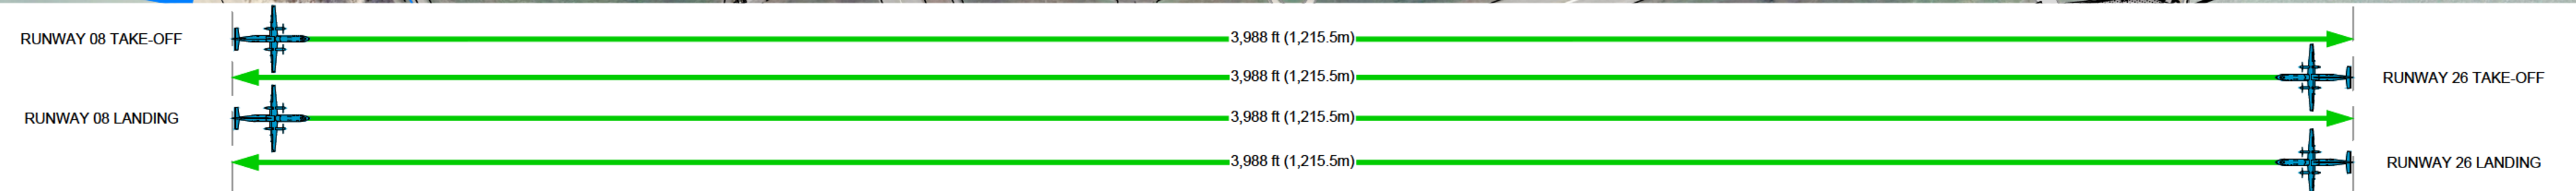 RUNWAY 08 TAKE-OFF
3,988 ft (1,215.5m)
3,988 ft (1,215.5m)
RUNWAY 26 TAKE-OFF
RUNWAY 08 LANDING
3,988 ft (1,215.5m)
3,988 ft (1,215.5m)
RUNWAY 26 LANDING